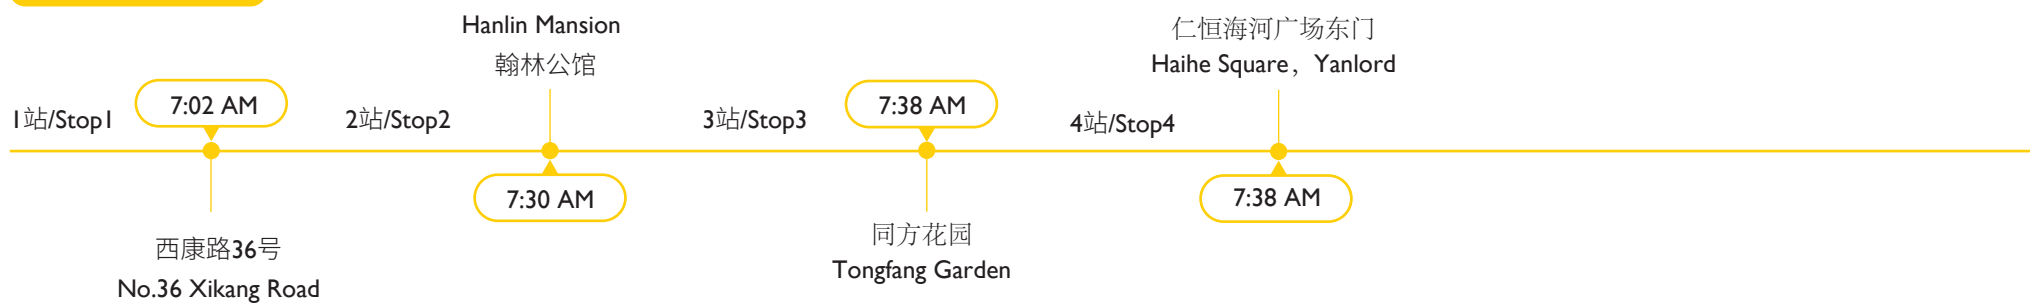 1站/Stop1
7:02 AM
西康路36号
No.36 Xikang Road
2站/Stop2
Hanlin Mansion
翰林公馆
7:30 AM
3站/Stop3
7:38 AM
同方花园
Tongfang Garden
4站/Stop4
仁恒海河广场东门
Haihe Square，Yanlord
7:38 AM